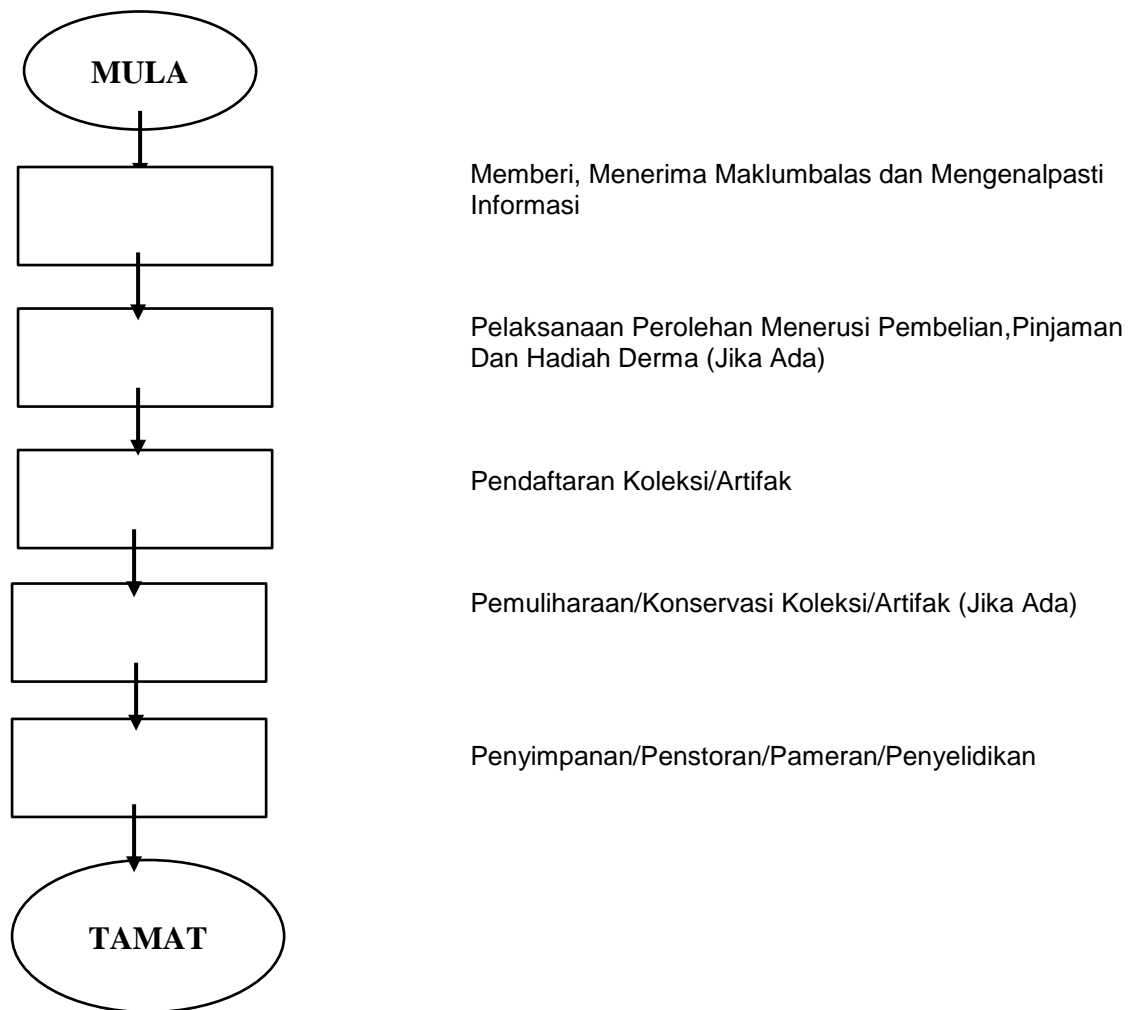 MULA
Memberi, Menerima Maklumbalas dan Mengenalpasti
Informasi
Pelaksanaan Perolehan Menerusi Pembelian,Pinjaman
Dan Hadiah Derma (Jika Ada)
Pendaftaran Koleksi/Artifak
Pemuliharaan/Konservasi Koleksi/Artifak (Jika Ada)
Penyimpanan/Penstoran/Pameran/Penyelidikan
TAMAT